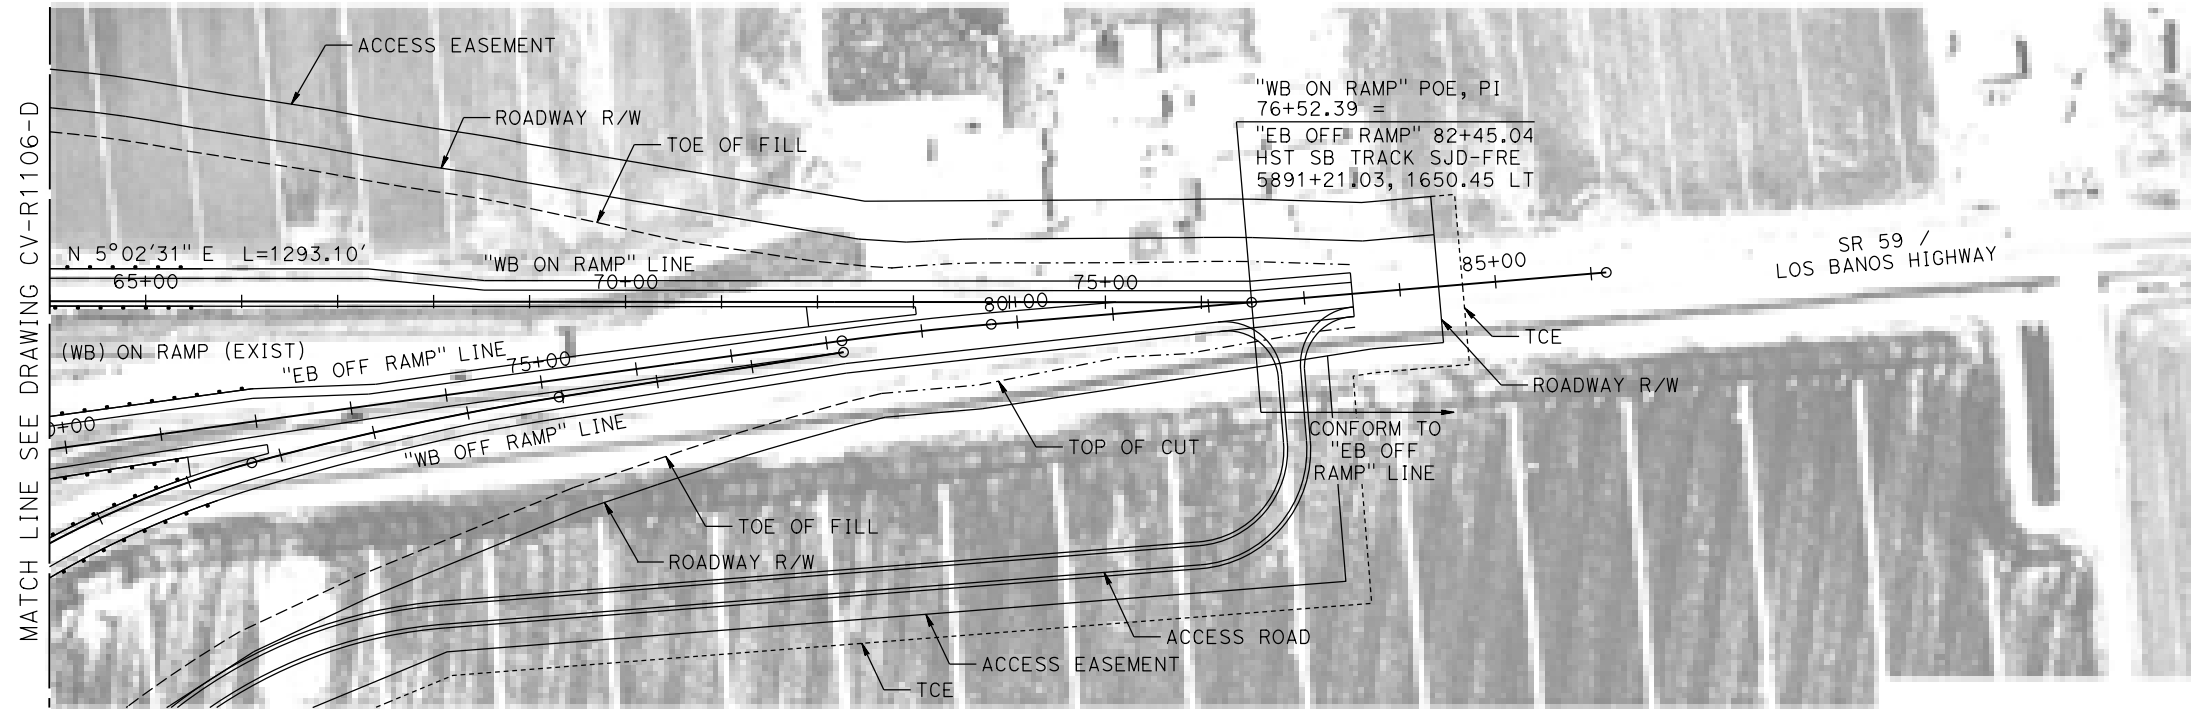 MATCH LINE SEE DRAWING CV-R1106-D
ACCESS EASEMENT
ROADWAY R/W
TOE OF FILL
"WB ON RAMP" POE, PI
76+52.39 =
"EB OFF RAMP" 82+45.04
HST SB TRACK SJD-FRE
5891+21.03, 1650.45 LT
N 5°02'31" E L=1293.10'
"WB ON RAMP" LINE
65+00
70+00
75+00
80+00
85+00
SR 59 /
LOS BANOS HIGHWAY
(WB) ON RAMP (EXIST)
"EB OFF RAMP" LINE
75+00
TCE
ROADWAY R/W
0+00
"WB OFF RAMP" LINE
TOP OF CUT
CONFORM TO
"EB OFF
RAMP" LINE
TOE OF FILL
ROADWAY R/W
ACCESS ROAD
ACCESS EASEMENT
TCE